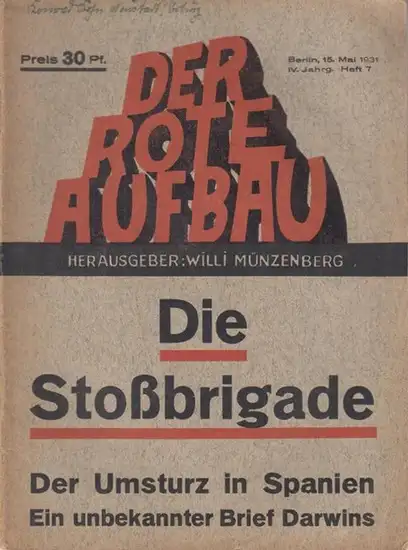 Preis 30 Pf.
Berlin, 15. Mai 1931
IV. Jahrg. Heft 7
DER
ROTE
AUFBAU
HERAUSGEBER: WILLI MÜNZENBERG
Die
Stoßbrigade
Der Umsturz in Spanien
Ein unbekannter Brief Darwins